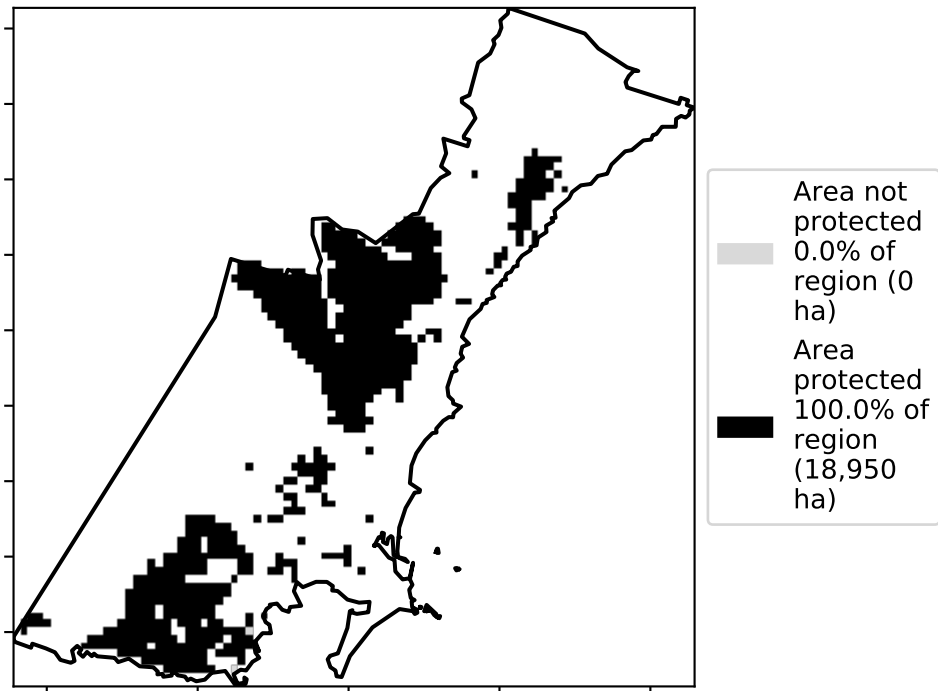 Area not
protected
0.0% of
region (0
ha)
Area
protected
100.0% of
region
(18,950
ha)